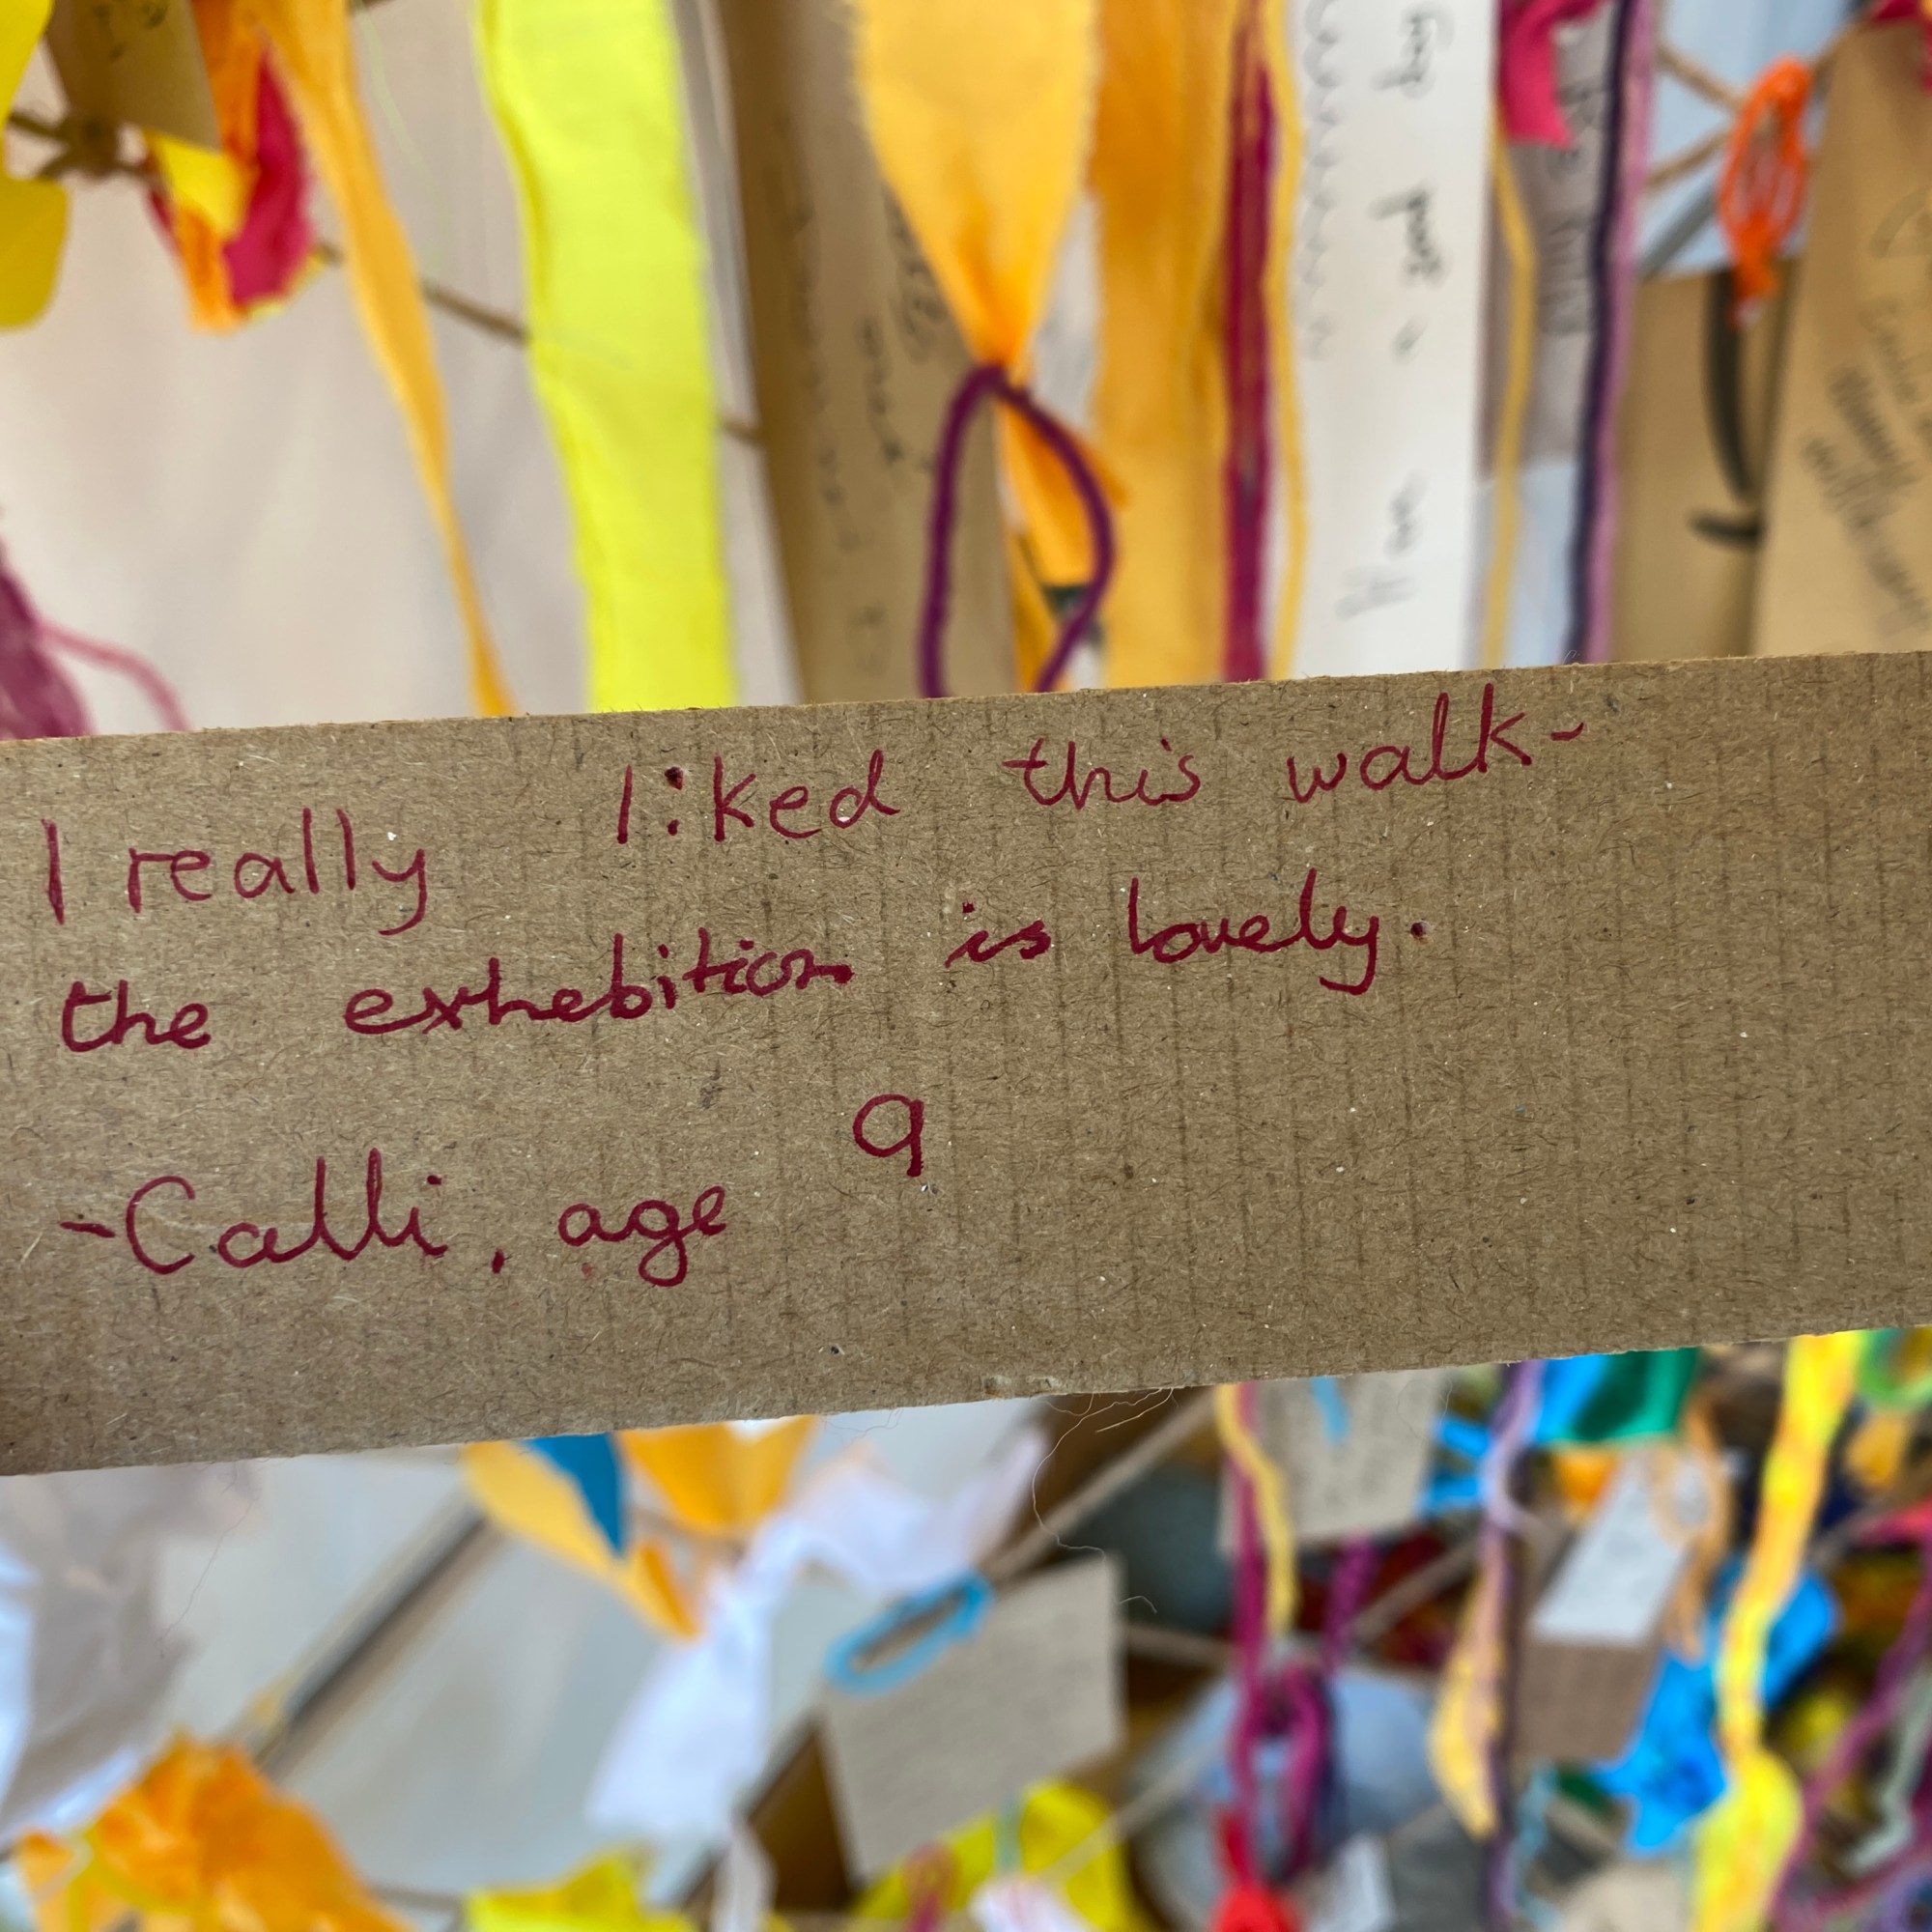 I really liked this walk-
the exhebition is lovely.
-Calli, age 9